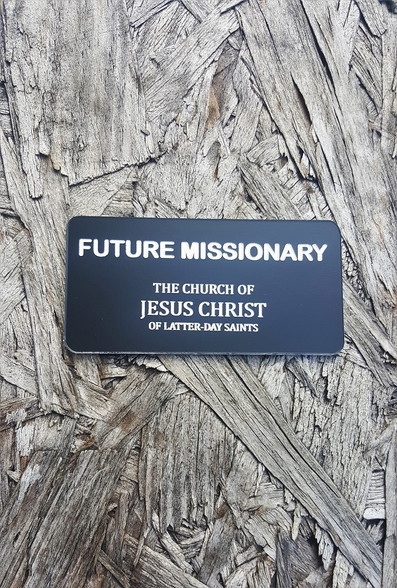 FUTURE MISSIONARY
THE CHURCH OF
JESUS CHRIST
OF LATTER-DAY SAINTS